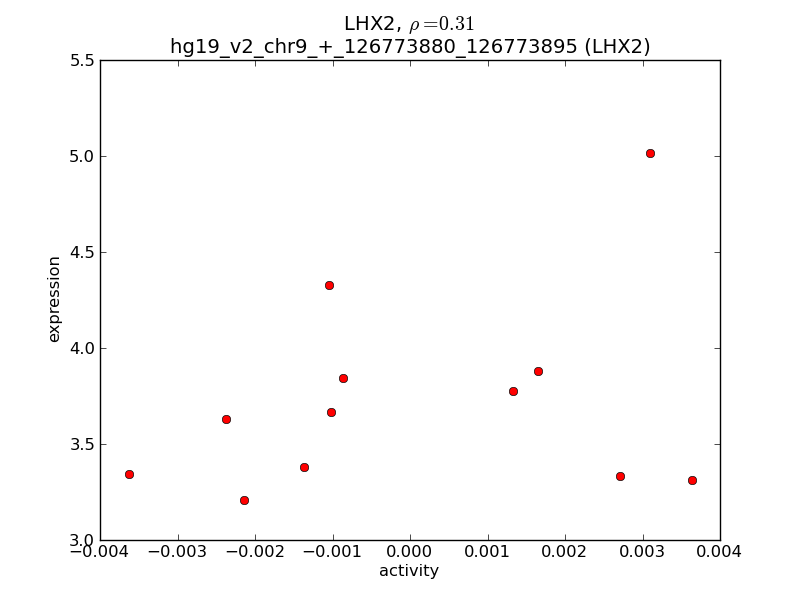 LHX2, ρ=0.31
hg19_v2_chr9_+_126773880_126773895 (LHX2)
5.5
5.0
4.5
4.0
3.5
3.0
expression
−0.004 −0.003 −0.002 −0.001 0.000 0.001 0.002 0.003 0.004
activity